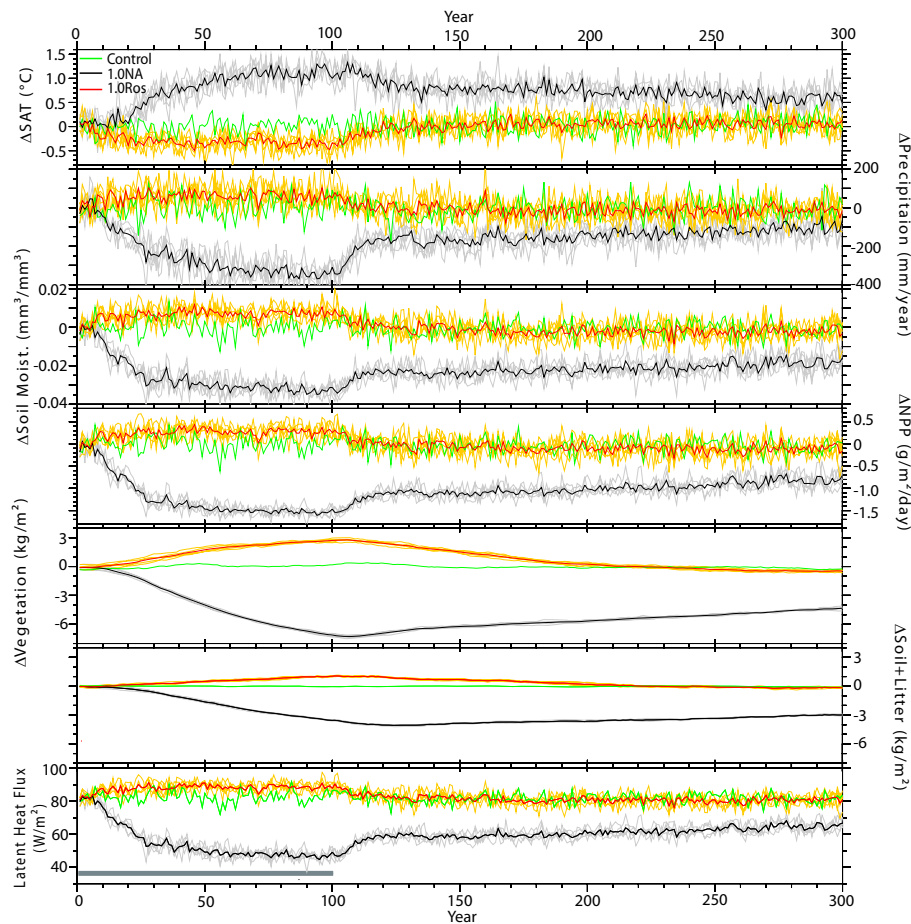 Year
0 50 100 150 200 250 300
Control
1.0NA
1.0Ros
ΔSAT (°C)
1.5
1.0
0.5
0
-0.5
ΔPrecipitaion (mm/year)
200
0
-200
-400
ΔSoil Moist. (mm³/mm³)
0.02
0
-0.02
-0.04
ΔNPP (g/m²/day)
0.5
0
-0.5
-1.0
-1.5
ΔVegetation (kg/m²)
3
0
-3
-6
ΔSoil+Litter (kg/m²)
3
0
-3
-6
Latent Heat Flux
(W/m²)
100
80
60
40
0 50 100 150 200 250 300
Year